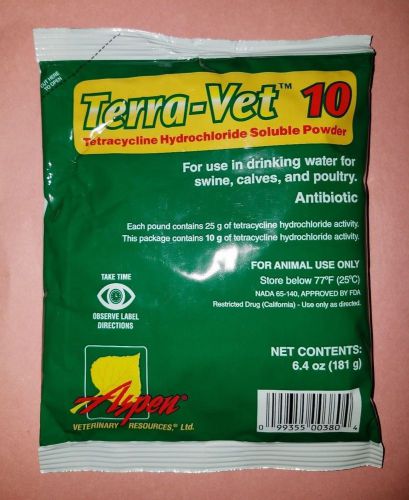 CUT HERE
TO OPEN
Terra-Vet™ 10
Tetracycline Hydrochloride Soluble Powder
For use in drinking water for
swine, calves, and poultry.
Antibiotic
Each pound contains 25 g of tetracycline hydrochloride activity.
This package contains 10 g of tetracycline hydrochloride activity.
TAKE TIME
OBSERVE LABEL
DIRECTIONS
FOR ANIMAL USE ONLY
Store below 77°F (25°C)
NADA 65-140, APPROVED BY FDA
Restricted Drug (California) - Use only as directed.
Aspen®
VETERINARY RESOURCES,® Ltd.
NET CONTENTS:
6.4 oz (181 g)
0 99355 00380 4